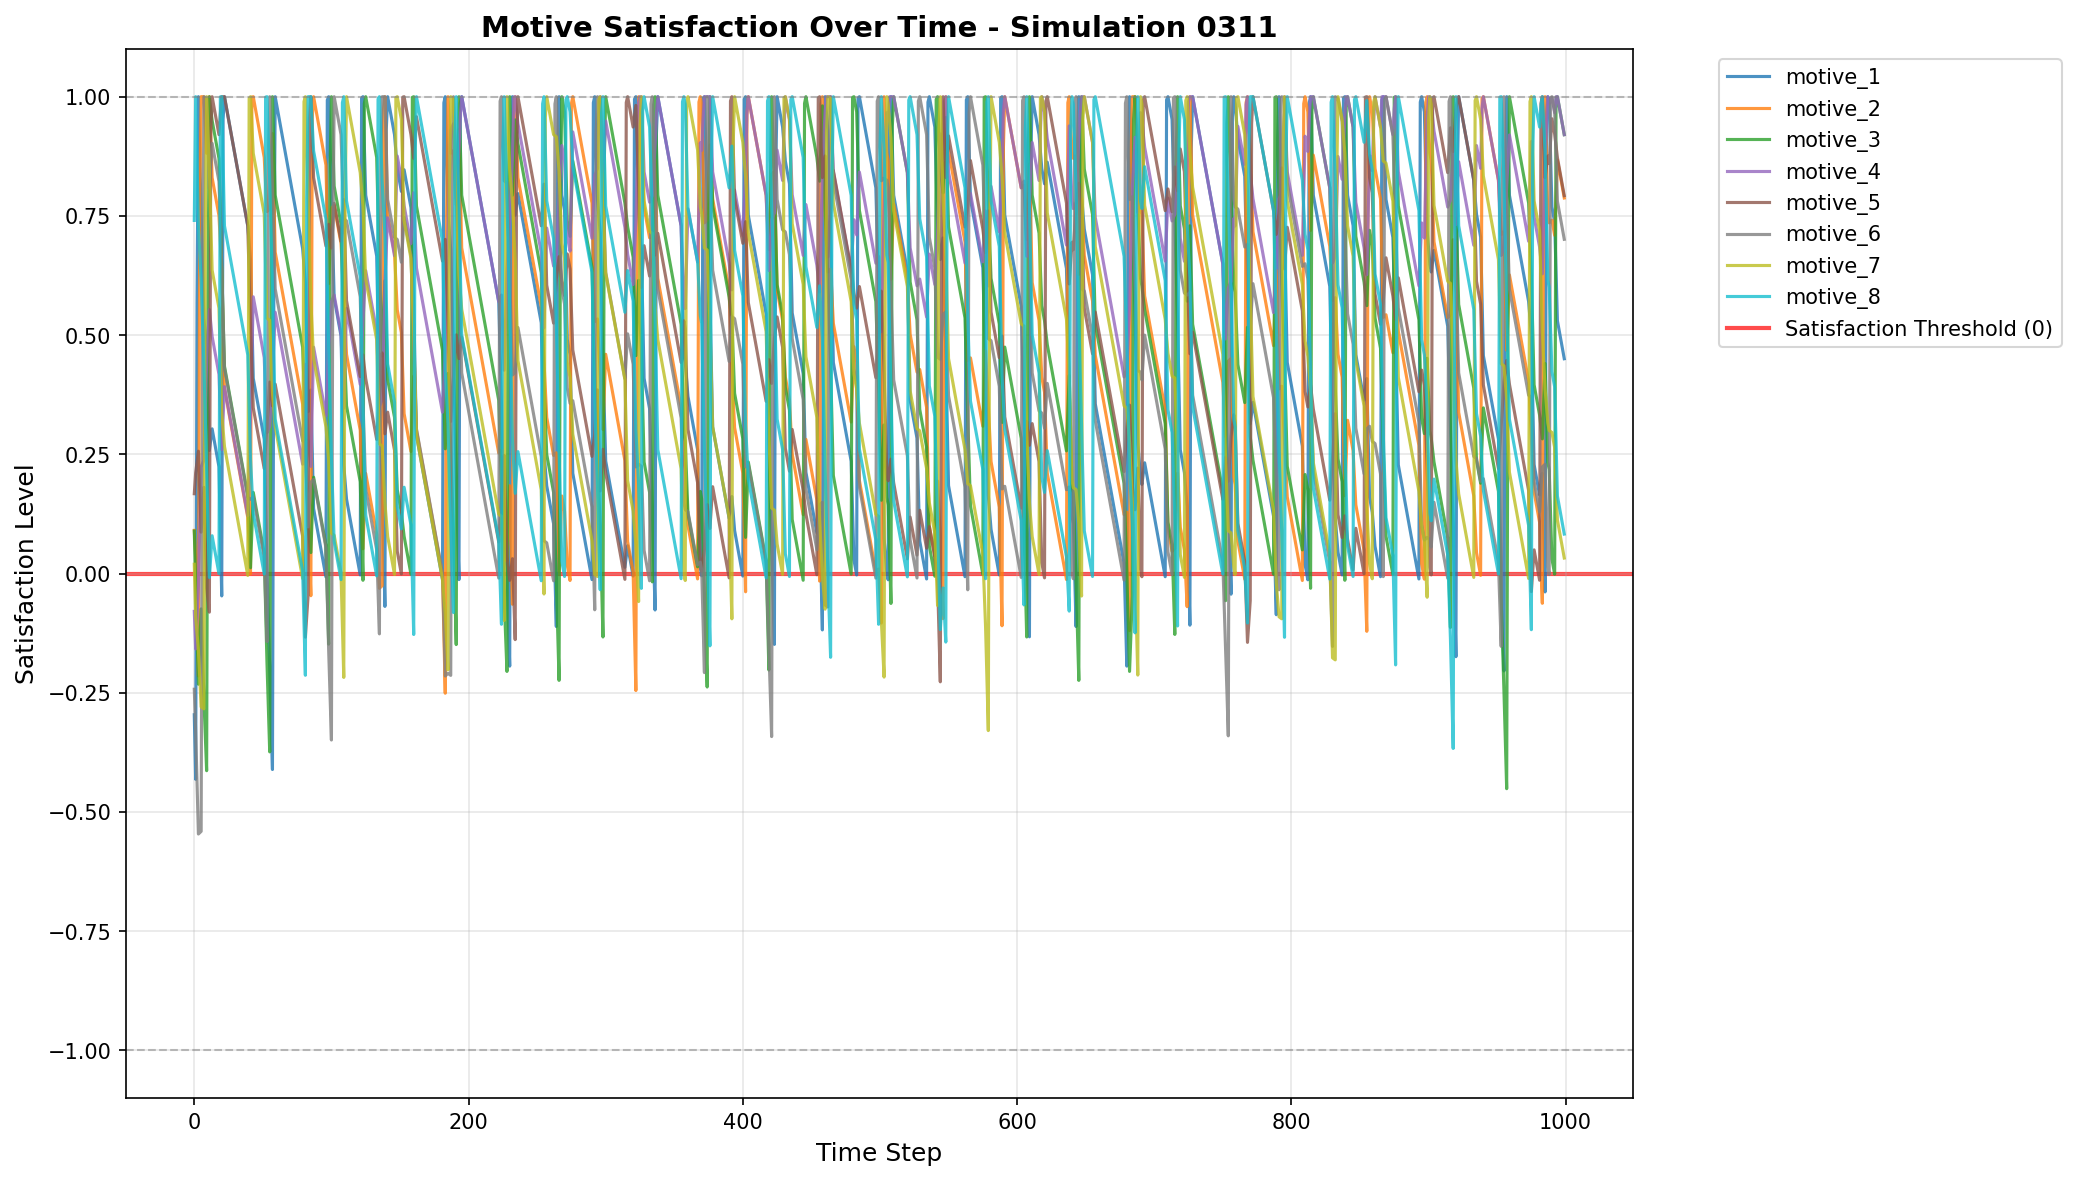 Motive Satisfaction Over Time - Simulation 0311
1.00
0.75
0.50
0.25
0.00
−0.25
−0.50
−0.75
−1.00
Satisfaction Level
0
200
400
600
800
1000
Time Step
motive_1
motive_2
motive_3
motive_4
motive_5
motive_6
motive_7
motive_8
Satisfaction Threshold (0)